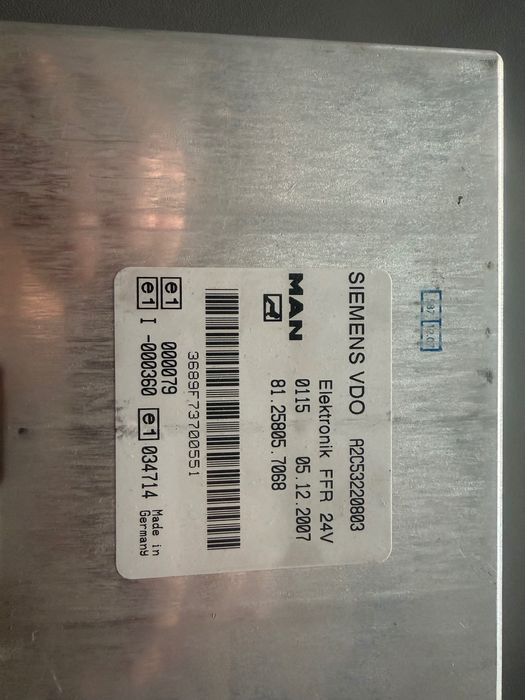 SIEMENS VDO A2C53220803
Elektronik FFR 24V
MAN 0115 05.12.2007
81.25805.7068
3689F73700551
e1 000079
e1 I -000360 e1 034714 Made in
Germany